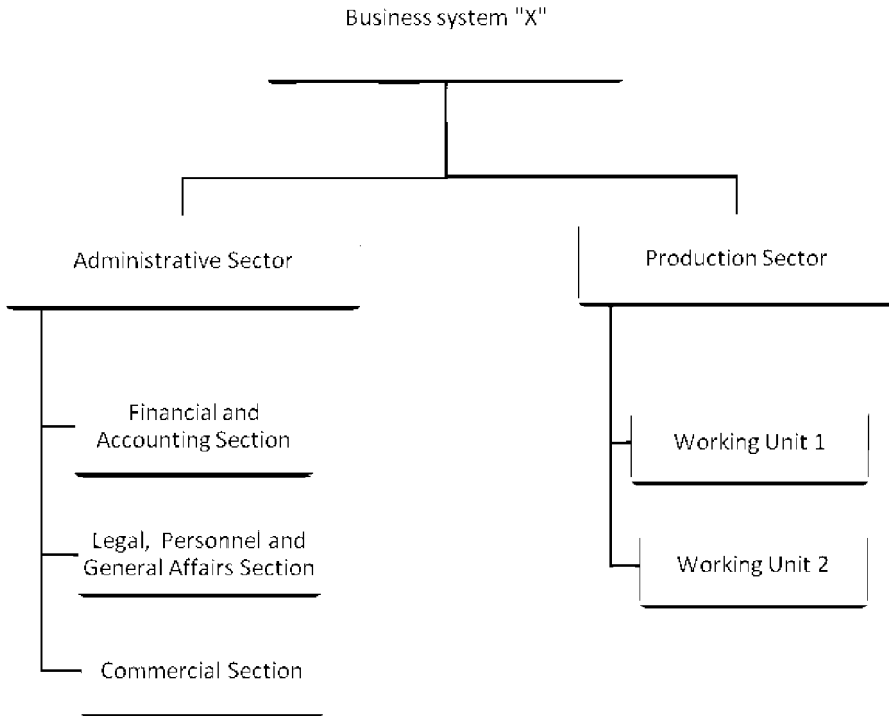 Business system "X"
Administrative Sector
Production Sector
Financial and
Accounting Section
Legal, Personnel and
General Affairs Section
Commercial Section
Working Unit 1
Working Unit 2